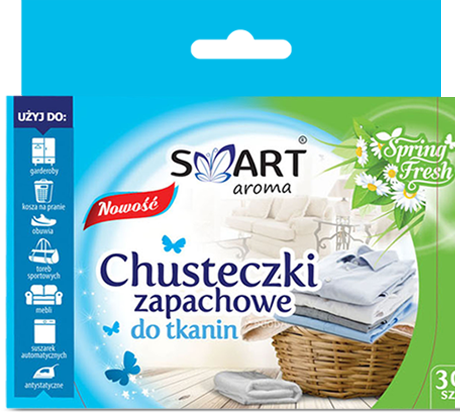 UŻYJ DO:
garderoby
kosza na pranie
obuwia
toreb
sportowych
mebli
suszarek
automatycznych
antystatyczne
SMART®
aroma
Spring
Fresh
Nowość
Chusteczki
zapachowe
do tkanin